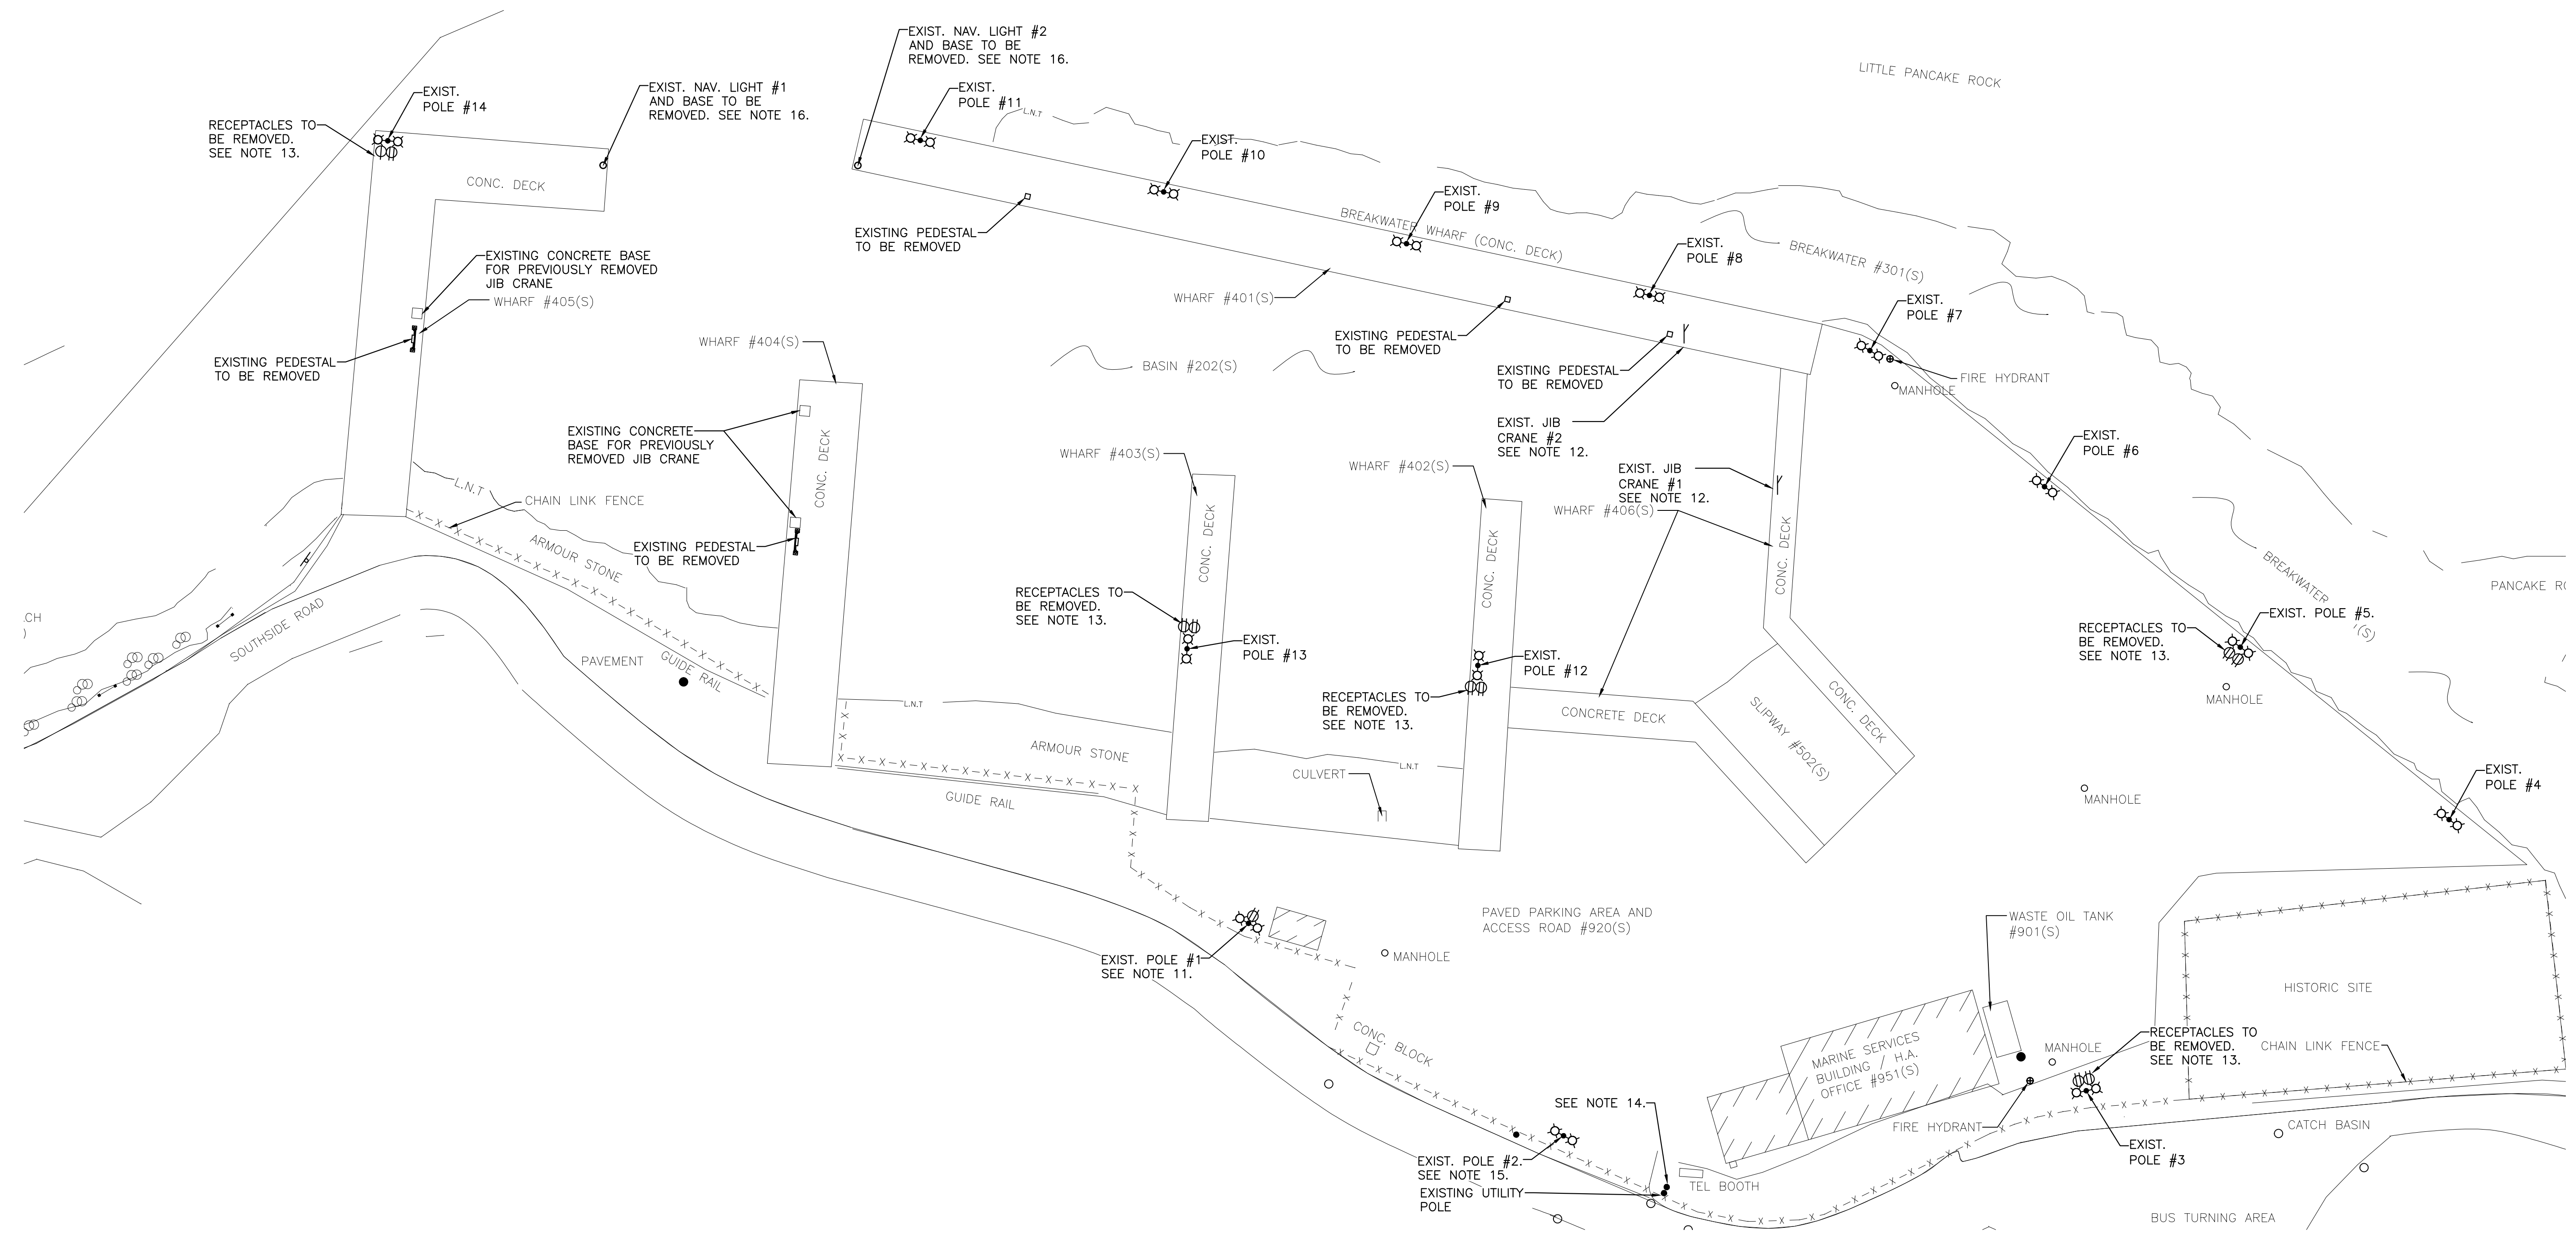 EXIST. NAV. LIGHT #2
AND BASE TO BE
REMOVED. SEE NOTE 16.
LITTLE PANCAKE ROCK
EXIST. NAV. LIGHT #1
AND BASE TO BE
REMOVED. SEE NOTE 16.
EXIST.
POLE #14
EXIST.
POLE #11
L.N.T
RECEPTACLES TO
BE REMOVED.
SEE NOTE 13.
EXIST.
POLE #10
CONC. DECK
EXIST.
POLE #9
BREAKWATER WHARF (CONC. DECK)
EXISTING PEDESTAL
TO BE REMOVED
EXIST.
POLE #8
BREAKWATER #301(S)
EXISTING CONCRETE BASE
FOR PREVIOUSLY REMOVED
JIB CRANE
WHARF #405(S)
WHARF #401(S)
EXIST.
POLE #7
EXISTING PEDESTAL
TO BE REMOVED
WHARF #404(S)
EXISTING PEDESTAL
TO BE REMOVED
BASIN #202(S)
EXISTING PEDESTAL
TO BE REMOVED
FIRE HYDRANT
MANHOLE
EXISTING CONCRETE
BASE FOR PREVIOUSLY
REMOVED JIB CRANE
CONC. DECK
EXIST. JIB
CRANE #2
SEE NOTE 12.
EXIST.
POLE #6
WHARF #403(S)
WHARF #402(S)
EXIST. JIB
CRANE #1
SEE NOTE 12.
WHARF #406(S)
L.N.T
CHAIN LINK FENCE
ARMOUR STONE
EXISTING PEDESTAL
TO BE REMOVED
CONC. DECK
CONC. DECK
CONC. DECK
BREAKWATER
(S)
PANCAKE
RECEPTACLES TO
BE REMOVED.
SEE NOTE 13.
EXIST. POLE #5.
SOUTHSIDE ROAD
EXIST.
POLE #13
RECEPTACLES TO
BE REMOVED.
SEE NOTE 13.
EXIST.
POLE #12
PAVEMENT
GUIDE RAIL
MANHOLE
RECEPTACLES TO
BE REMOVED.
SEE NOTE 13.
L.N.T
CONCRETE DECK
CONC. DECK
SLIPWAY #502(S)
ARMOUR STONE
L.N.T
CULVERT
EXIST.
POLE #4
GUIDE RAIL
MANHOLE
PAVED PARKING AREA AND
ACCESS ROAD #920(S)
WASTE OIL TANK
#901(S)
EXIST. POLE #1
SEE NOTE 11.
MANHOLE
HISTORIC SITE
CONC. BLOCK
MARINE SERVICES
BUILDING / H.A.
OFFICE #951(S)
RECEPTACLES TO
BE REMOVED.
SEE NOTE 13.
MANHOLE
CHAIN LINK FENCE
SEE NOTE 14.
FIRE HYDRANT
CATCH BASIN
EXIST.
POLE #3
EXIST. POLE #2.
SEE NOTE 15.
EXISTING UTILITY
POLE
TEL BOOTH
BUS TURNING AREA